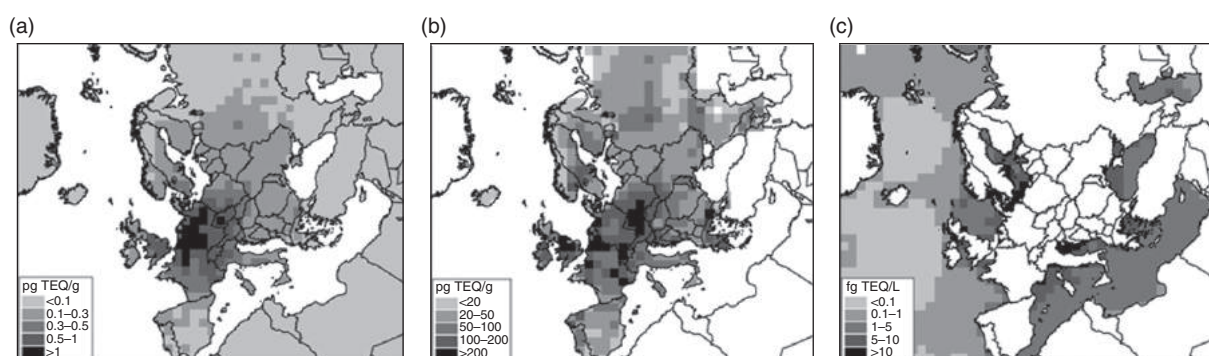 (a)
pg TEQ/g
<0.1
0.1–0.3
0.3–0.5
0.5–1
>1
(b)
pg TEQ/g
<20
20–50
50–100
100–200
>200
(c)
fg TEQ/L
<0.1
0.1–1
1–5
5–10
>10